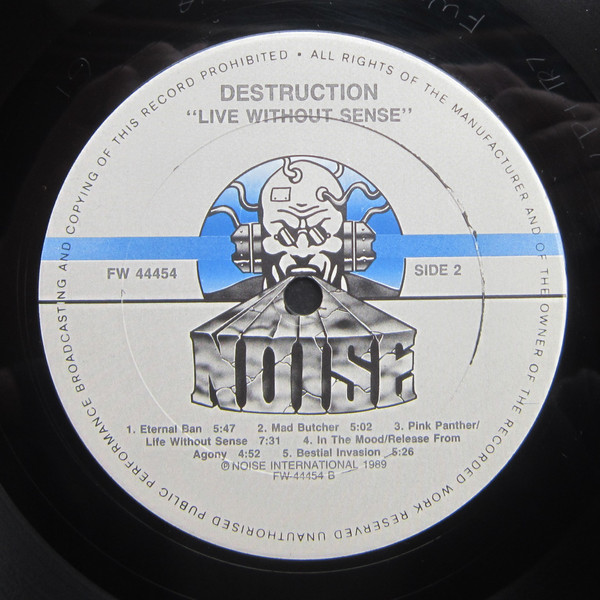 ALL RIGHTS OF THE MANUFACTURER AND OF THE OWNER OF THE RECORDED WORK RESERVED UNAUTHORISED PUBLIC PERFORMANCE BROADCASTING AND COPYING OF THIS RECORD PROHIBITED •
DESTRUCTION
“LIVE WITHOUT SENSE”
FW 44454
SIDE 2
NOISE
1. Eternal Ban 5:47 2. Mad Butcher 5:02 3. Pink Panther/
Life Without Sense 7:31 4. In The Mood/Release From
Agony 4:52 5. Bestial Invasion 5:26
℗ NOISE INTERNATIONAL 1989
FW 44454 B